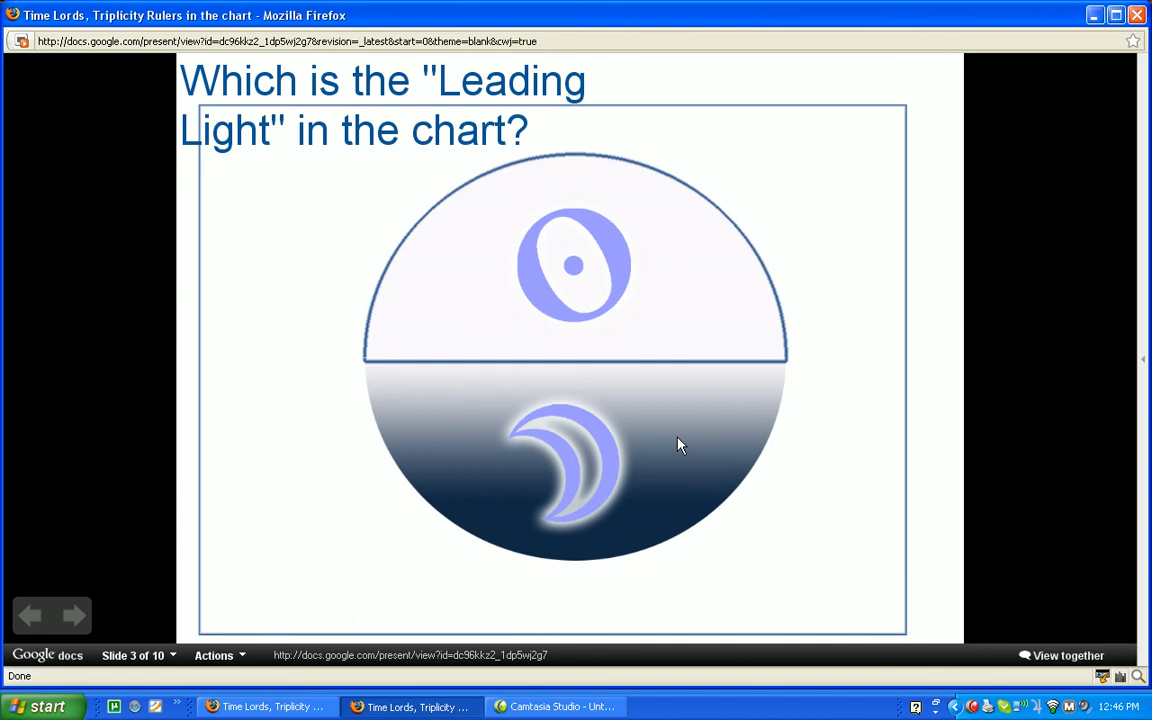 Time Lords, Triplicity Rulers in the chart - Mozilla Firefox
http://docs.google.com/present/view?id=dc96kkz2_1dp5wj2g7&revision=_latest&start=0&theme=blank&cwj=true
Which is the "Leading
Light" in the chart?
Google docs Slide 3 of 10 Actions http://docs.google.com/present/view?id=dc96kkz2_1dp5wj2g7 View together
Done
start Time Lords, Triplicity ... Time Lords, Triplicity ... Camtasia Studio - Unt... 12:46 PM